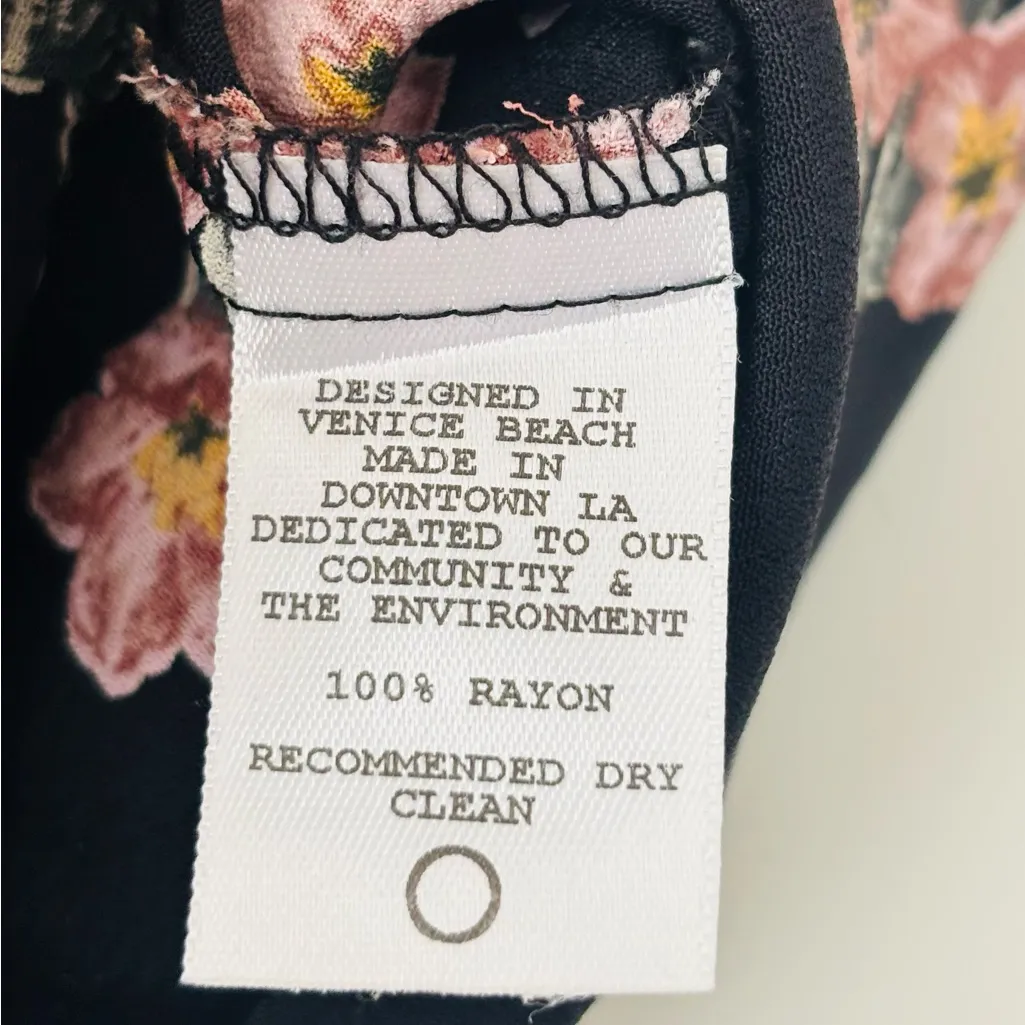 DESIGNED IN
VENICE BEACH
MADE IN
DOWNTOWN LA
DEDICATED TO OUR
COMMUNITY &
THE ENVIRONMENT
100% RAYON
RECOMMENDED DRY
CLEAN